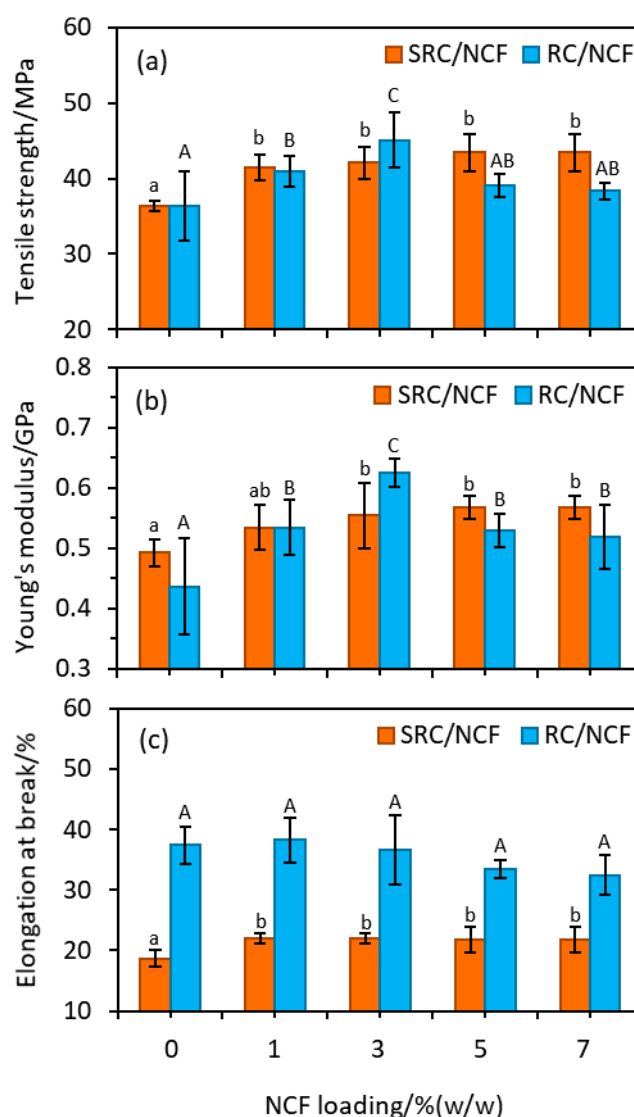 60
(a)
SRC/NCF
RC/NCF
50
40
30
20
Tensile strength/MPa
a
A
b
B
b
C
b
AB
b
AB
0.8
(b)
SRC/NCF
RC/NCF
0.7
0.6
0.5
0.4
0.3
Young's modulus/GPa
a
A
ab
B
b
C
b
B
b
B
60
(c)
SRC/NCF
RC/NCF
50
40
30
20
10
Elongation at break/%
a
A
b
A
b
A
b
A
b
A
0 1 3 5 7
NCF loading/%(w/w)